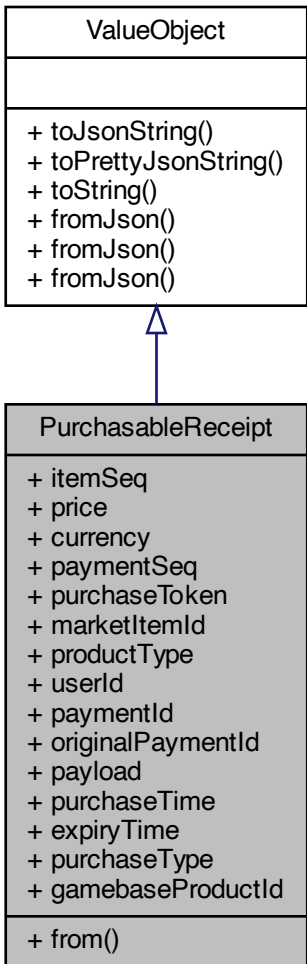 ValueObject
+ toJsonString()
+ toPrettyJsonString()
+ toString()
+ fromJson()
+ fromJson()
+ fromJson()
PurchasableReceipt
+ itemSeq
+ price
+ currency
+ paymentSeq
+ purchaseToken
+ marketItemId
+ productType
+ userId
+ paymentId
+ originalPaymentId
+ payload
+ purchaseTime
+ expiryTime
+ purchaseType
+ gamebaseProductId
+ from()